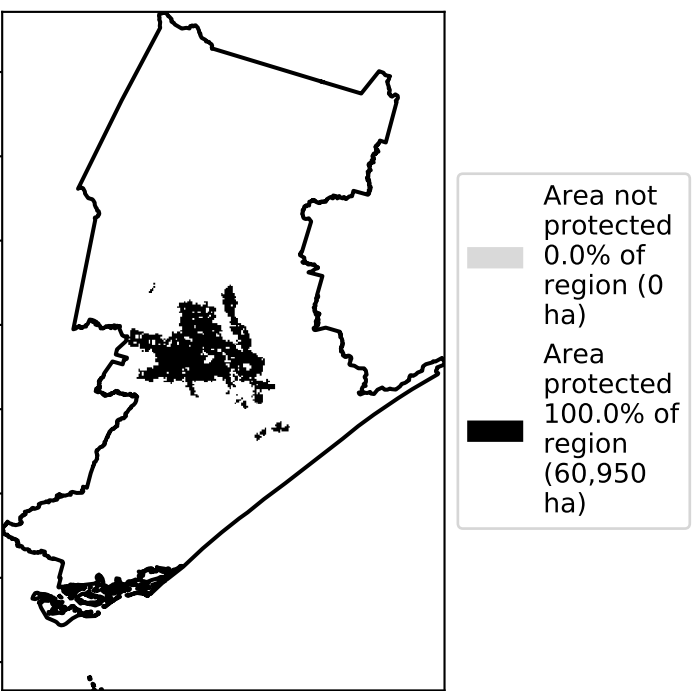 Area not
protected
0.0% of
region (0
ha)
Area
protected
100.0% of
region
(60,950
ha)